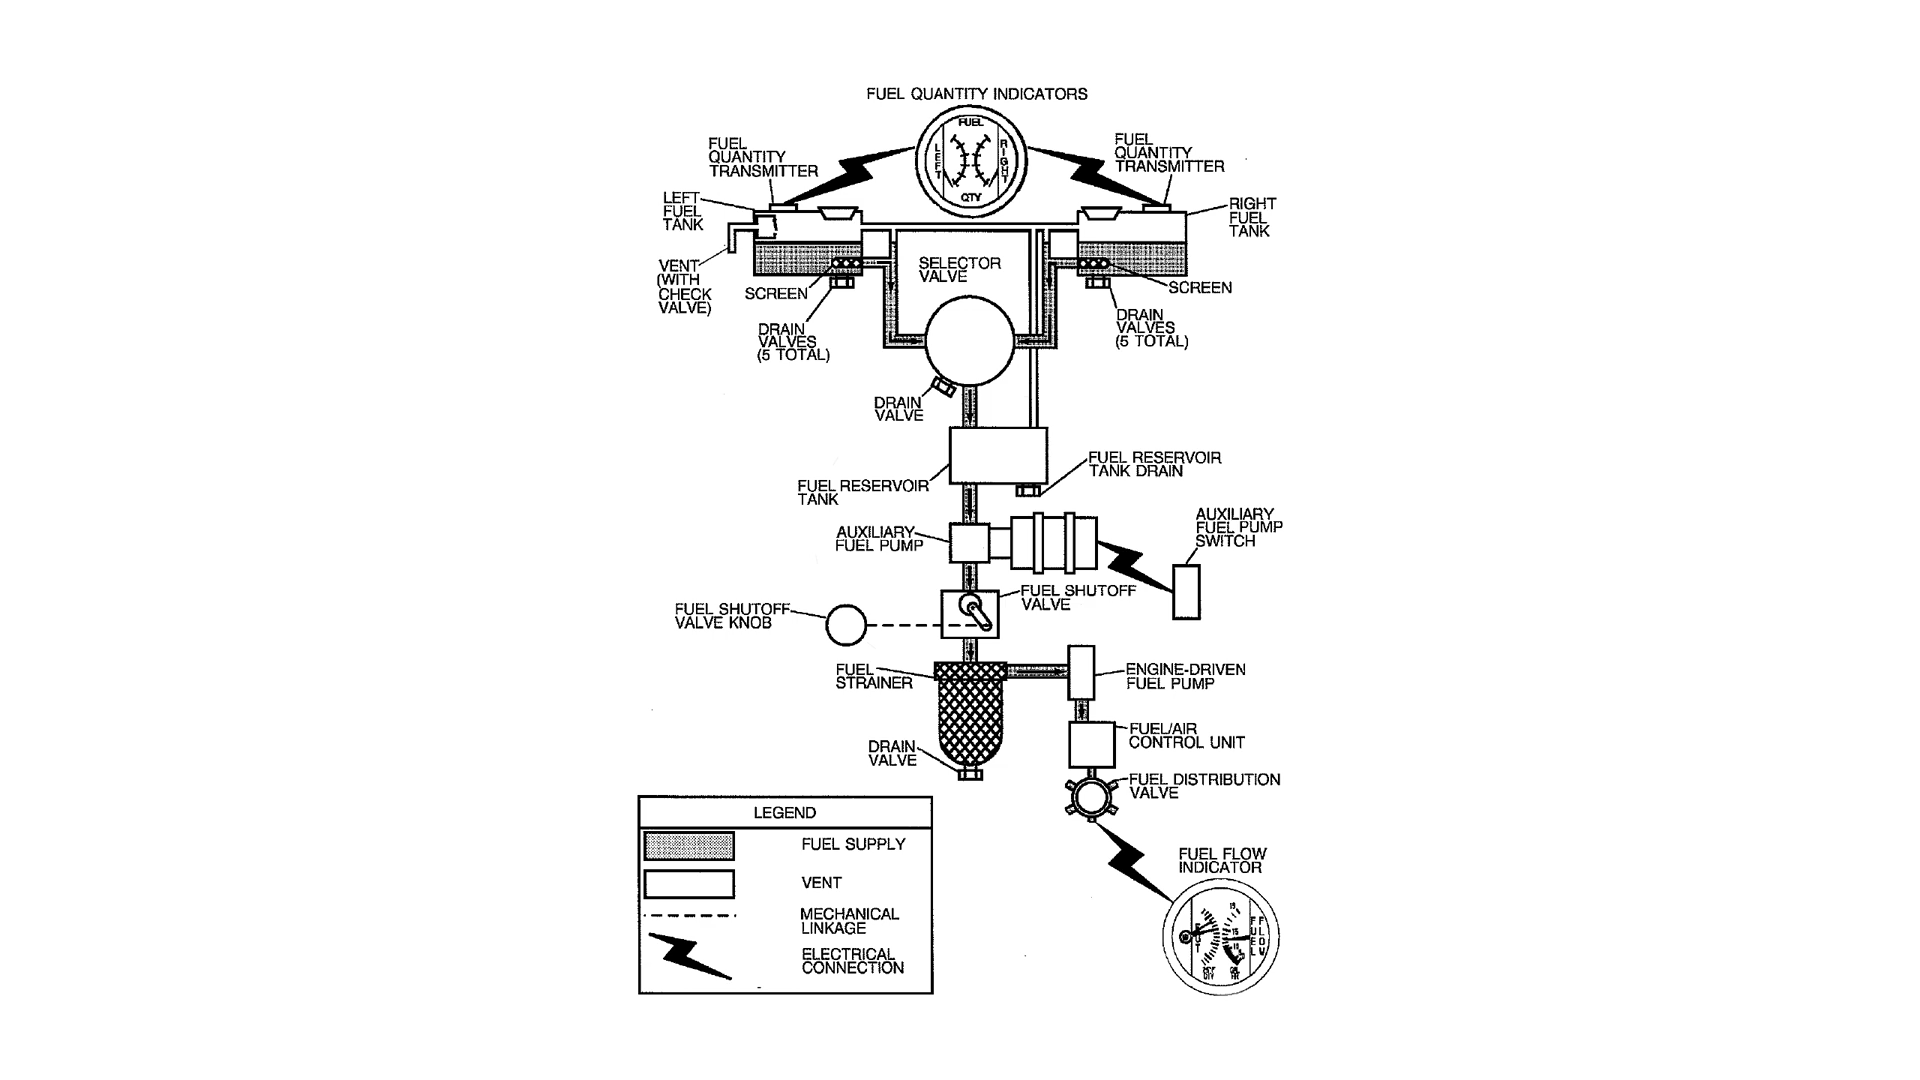 FUEL QUANTITY INDICATORS
FUEL
LEFT
RIGHT
QTY
FUEL
QUANTITY
TRANSMITTER
FUEL
QUANTITY
TRANSMITTER
LEFT
FUEL
TANK
RIGHT
FUEL
TANK
VENT
(WITH
CHECK
VALVE)
SCREEN
SELECTOR
VALVE
SCREEN
DRAIN
VALVES
(5 TOTAL)
DRAIN
VALVES
(5 TOTAL)
DRAIN
VALVE
FUEL RESERVOIR
TANK DRAIN
FUEL RESERVOIR
TANK
AUXILIARY
FUEL PUMP
AUXILIARY
FUEL PUMP
SWITCH
FUEL SHUTOFF
VALVE
FUEL SHUTOFF
VALVE KNOB
FUEL
STRAINER
ENGINE-DRIVEN
FUEL PUMP
FUEL/AIR
CONTROL UNIT
DRAIN
VALVE
FUEL DISTRIBUTION
VALVE
FUEL FLOW
INDICATOR
19
15
FUEL
FLOW
LEGEND
FUEL SUPPLY
VENT
MECHANICAL
LINKAGE
ELECTRICAL
CONNECTION